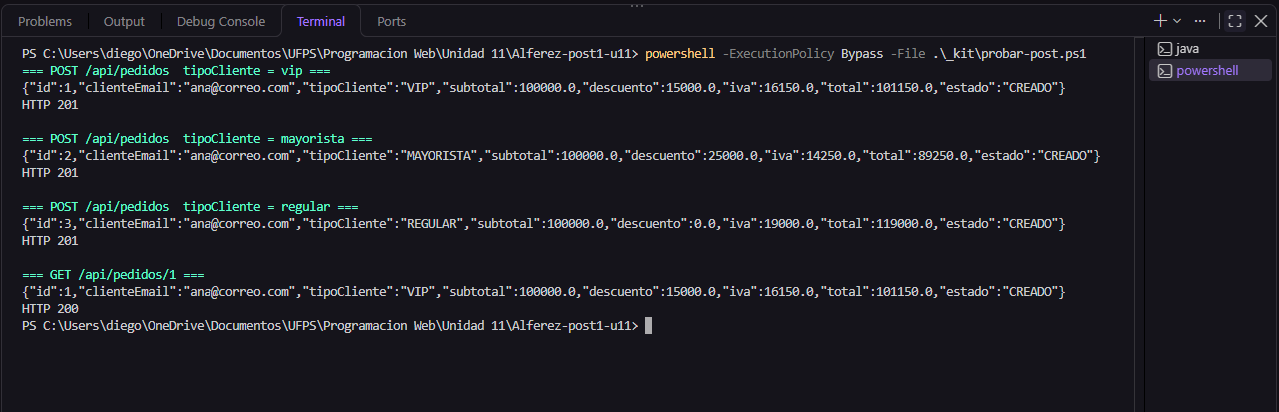 Problems Output Debug Console Terminal Ports
PS C:\Users\diego\OneDrive\Documentos\UFPS\Programacion Web\Unidad 11\Alferez-post1-u11> powershell -ExecutionPolicy Bypass -File .\_kit\probar-post.ps1
=== POST /api/pedidos  tipoCliente = vip ===
{"id":1,"clienteEmail":"ana@correo.com","tipoCliente":"VIP","subtotal":100000.0,"descuento":15000.0,"iva":16150.0,"total":101150.0,"estado":"CREADO"}
HTTP 201
=== POST /api/pedidos  tipoCliente = mayorista ===
{"id":2,"clienteEmail":"ana@correo.com","tipoCliente":"MAYORISTA","subtotal":100000.0,"descuento":25000.0,"iva":14250.0,"total":89250.0,"estado":"CREADO"}
HTTP 201
=== POST /api/pedidos  tipoCliente = regular ===
{"id":3,"clienteEmail":"ana@correo.com","tipoCliente":"REGULAR","subtotal":100000.0,"descuento":0.0,"iva":19000.0,"total":119000.0,"estado":"CREADO"}
HTTP 201
=== GET /api/pedidos/1 ===
{"id":1,"clienteEmail":"ana@correo.com","tipoCliente":"VIP","subtotal":100000.0,"descuento":15000.0,"iva":16150.0,"total":101150.0,"estado":"CREADO"}
HTTP 200
PS C:\Users\diego\OneDrive\Documentos\UFPS\Programacion Web\Unidad 11\Alferez-post1-u11>
java
powershell